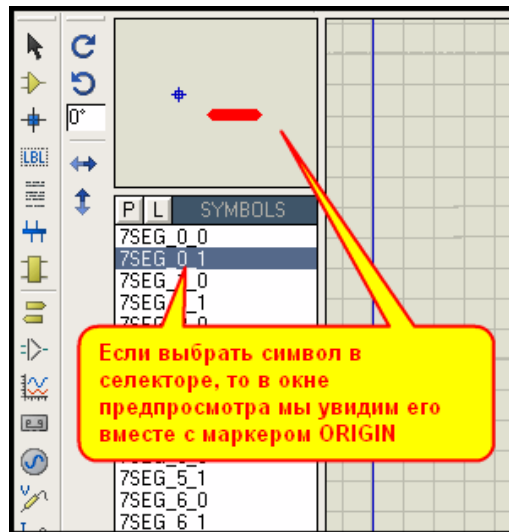 0°
LBL
P L SYMBOLS
7SEG_0_0
7SEG_0_1
7SEG_1_0
Если выбрать символ в
селекторе, то в окне
предпросмотра мы увидим его
вместе с маркером ORIGIN
7SEG_5_1
7SEG_6_0
7SEG_6_1